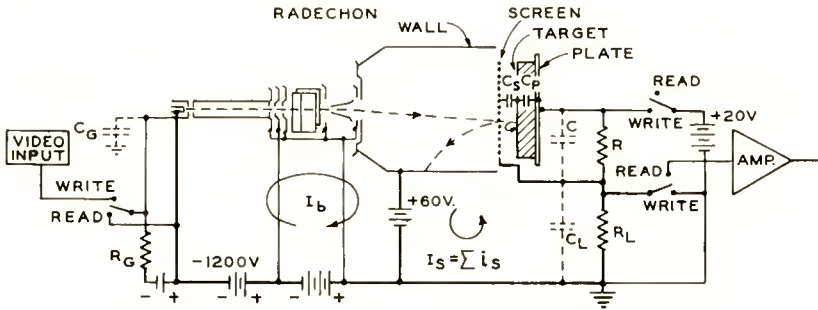 RADECHON
WALL
SCREEN
TARGET
PLATE
CS CP
READ
WRITE
+20V
CG
VIDEO
INPUT
WRITE
READ
RG
- +
-1200V
- +
- +
Ib
+60V.
IS = ∑ iS
C
R
CL
RL
READ
WRITE
AMP.